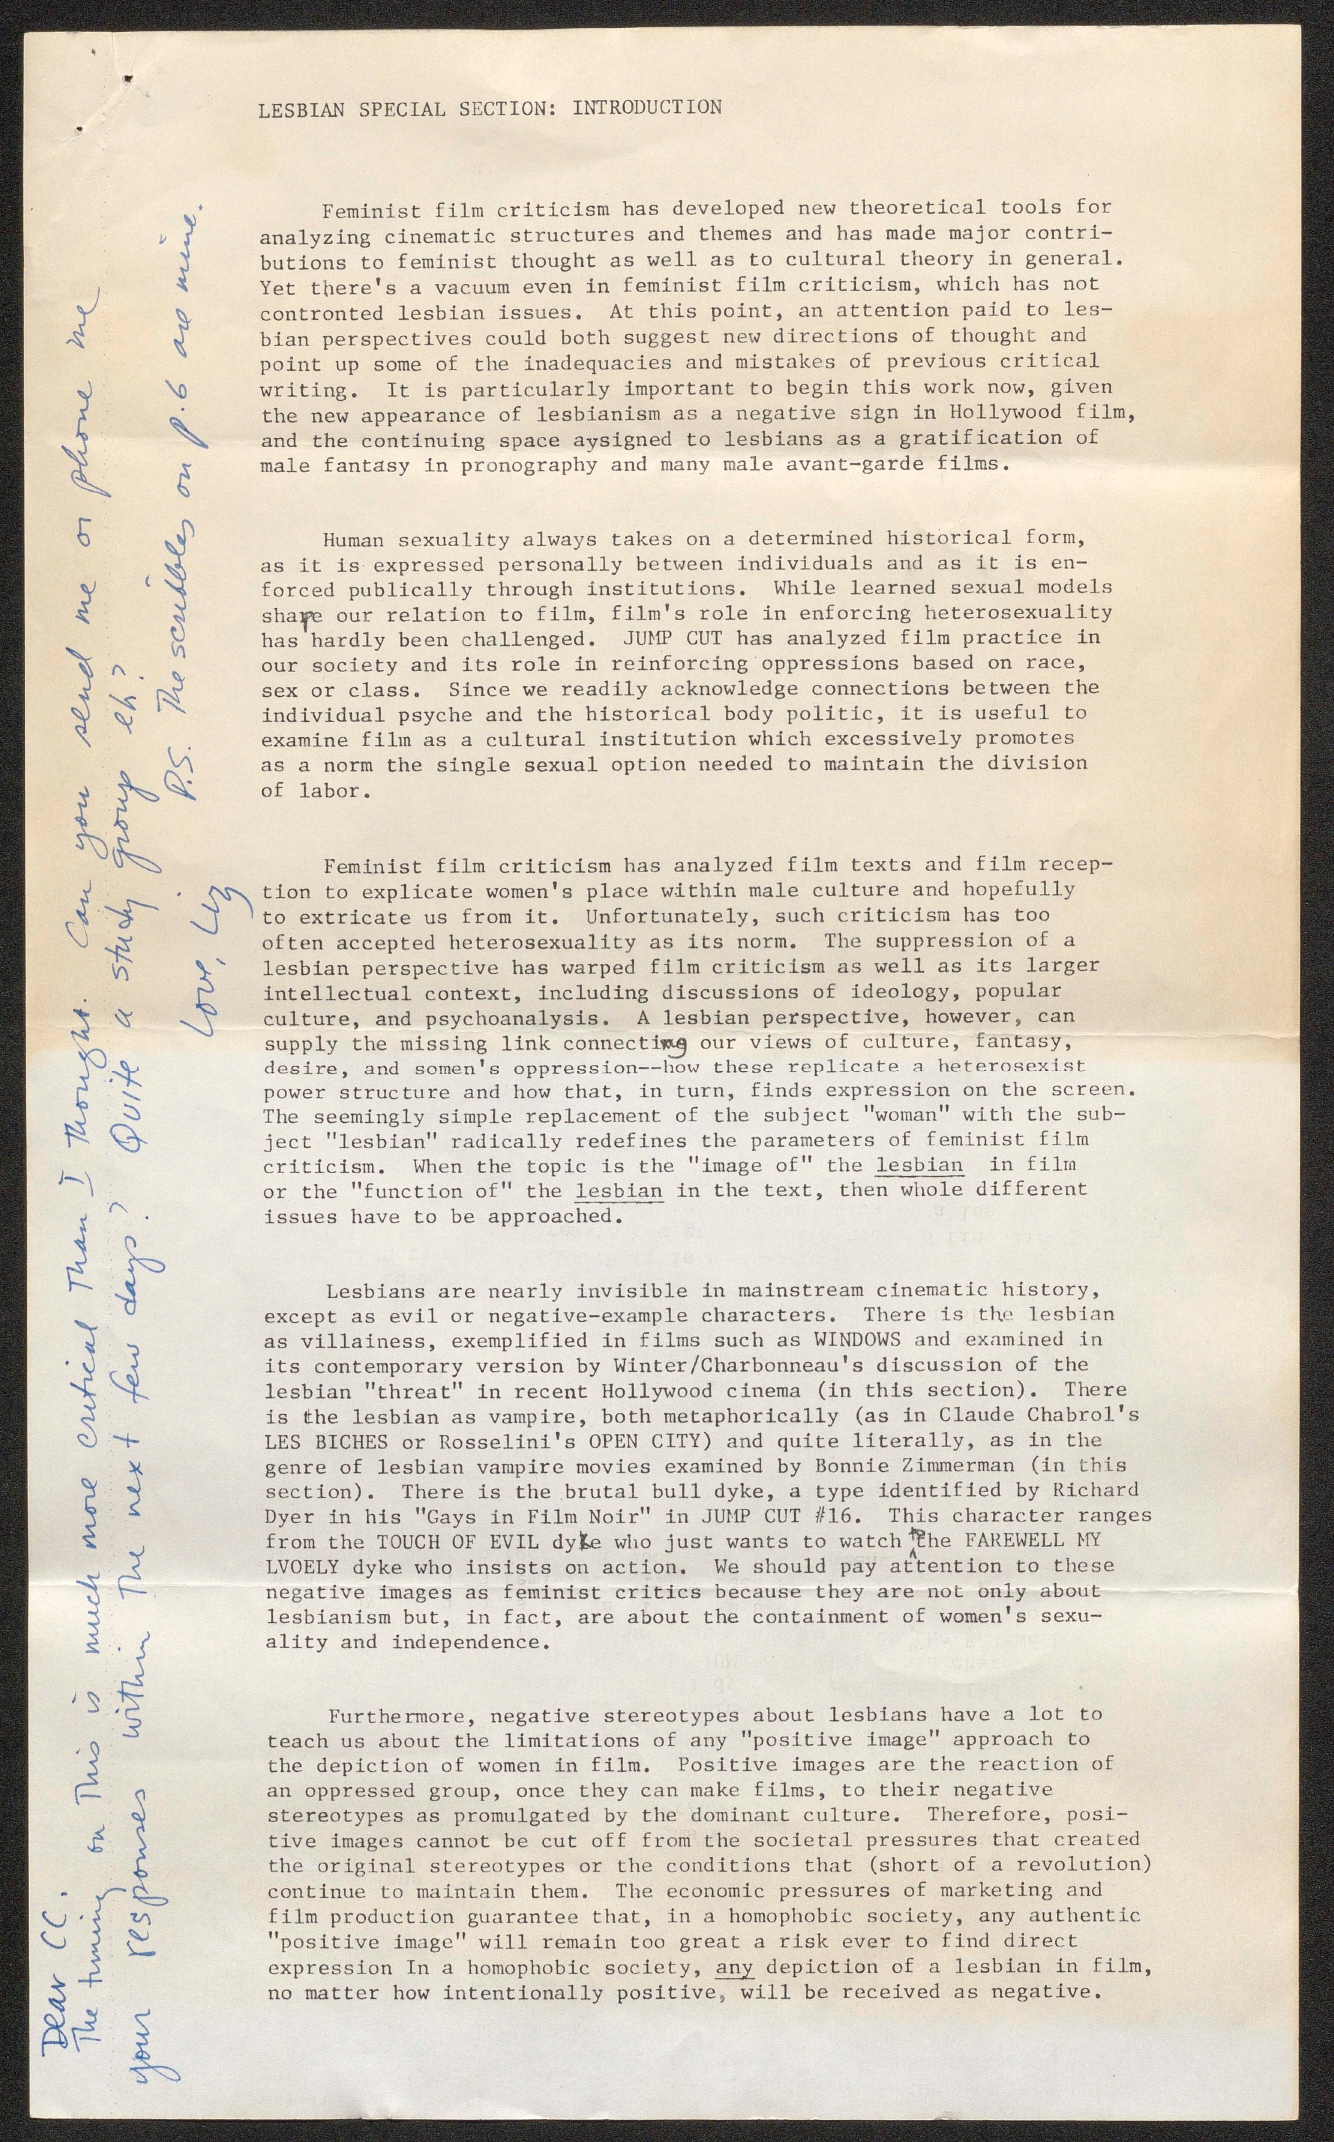 LESBIAN SPECIAL SECTION: INTRODUCTION
Feminist film criticism has developed new theoretical tools for
analyzing cinematic structures and themes and has made major contri-
butions to feminist thought as well as to cultural theory in general.
Yet there's a vacuum even in feminist film criticism, which has not
contronted lesbian issues. At this point, an attention paid to les-
bian perspectives could both suggest new directions of thought and
point up some of the inadequacies and mistakes of previous critical
writing. It is particularly important to begin this work now, given
the new appearance of lesbianism as a negative sign in Hollywood film,
and the continuing space aysigned to lesbians as a gratification of
male fantasy in pronography and many male avant-garde films.
Human sexuality always takes on a determined historical form,
as it is expressed personally between individuals and as it is en-
forced publically through institutions. While learned sexual models
shape our relation to film, film's role in enforcing heterosexuality
has hardly been challenged. JUMP CUT has analyzed film practice in
our society and its role in reinforcing oppressions based on race,
sex or class. Since we readily acknowledge connections between the
individual psyche and the historical body politic, it is useful to
examine film as a cultural institution which excessively promotes
as a norm the single sexual option needed to maintain the division
of labor.
Feminist film criticism has analyzed film texts and film recep-
tion to explicate women's place within male culture and hopefully
to extricate us from it. Unfortunately, such criticism has too
often accepted heterosexuality as its norm. The suppression of a
lesbian perspective has warped film criticism as well as its larger
intellectual context, including discussions of ideology, popular
culture, and psychoanalysis. A lesbian perspective, however, can
supply the missing link connecting our views of culture, fantasy,
desire, and somen's oppression--how these replicate a heterosexist
power structure and how that, in turn, finds expression on the screen.
The seemingly simple replacement of the subject "woman" with the sub-
ject "lesbian" radically redefines the parameters of feminist film
criticism. When the topic is the "image of" the lesbian in film
or the "function of" the lesbian in the text, then whole different
issues have to be approached.
Lesbians are nearly invisible in mainstream cinematic history,
except as evil or negative-example characters. There is the lesbian
as villainess, exemplified in films such as WINDOWS and examined in
its contemporary version by Winter/Charbonneau's discussion of the
lesbian "threat" in recent Hollywood cinema (in this section). There
is the lesbian as vampire, both metaphorically (as in Claude Chabrol's
LES BICHES or Rosselini's OPEN CITY) and quite literally, as in the
genre of lesbian vampire movies examined by Bonnie Zimmerman (in this
section). There is the brutal bull dyke, a type identified by Richard
Dyer in his "Gays in Film Noir" in JUMP CUT #16. This character ranges
from the TOUCH OF EVIL dyke who just wants to watch to the FAREWELL MY
LVOELY dyke who insists on action. We should pay attention to these
negative images as feminist critics because they are not only about
lesbianism but, in fact, are about the containment of women's sexu-
ality and independence.
Furthermore, negative stereotypes about lesbians have a lot to
teach us about the limitations of any "positive image" approach to
the depiction of women in film. Positive images are the reaction of
an oppressed group, once they can make films, to their negative
stereotypes as promulgated by the dominant culture. Therefore, posi-
tive images cannot be cut off from the societal pressures that created
the original stereotypes or the conditions that (short of a revolution)
continue to maintain them. The economic pressures of marketing and
film production guarantee that, in a homophobic society, any authentic
"positive image" will remain too great a risk ever to find direct
expression In a homophobic society, any depiction of a lesbian in film,
no matter how intentionally positive, will be received as negative.
Dear CC.
The timing on this is much more critical than I thought. Can you send me or phone me
your responses within the next few days? Quite a study group eh?
Love, Liz
P.S. The scribbles on p.6 are mine.